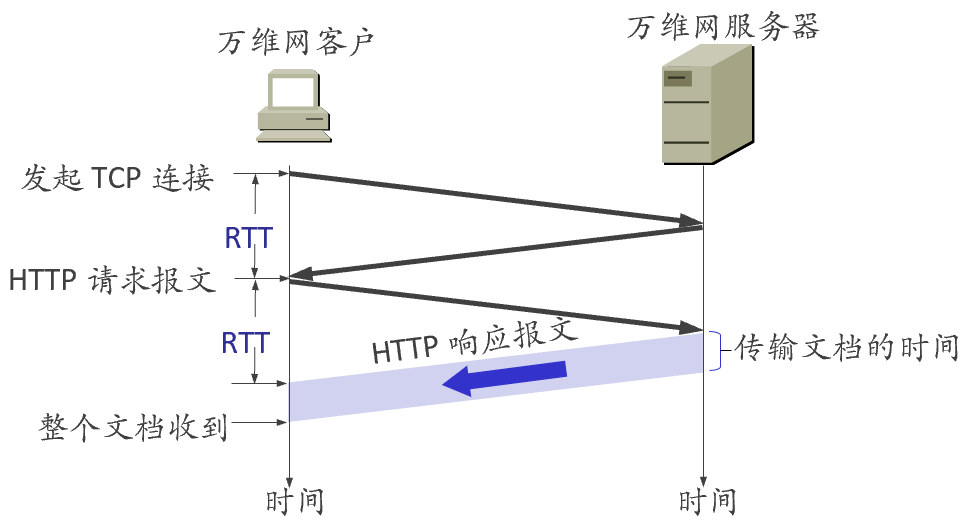 万维网客户
万维网服务器
发起 TCP 连接
RTT
HTTP 请求报文
RTT
HTTP 响应报文
传输文档的时间
整个文档收到
时间
时间